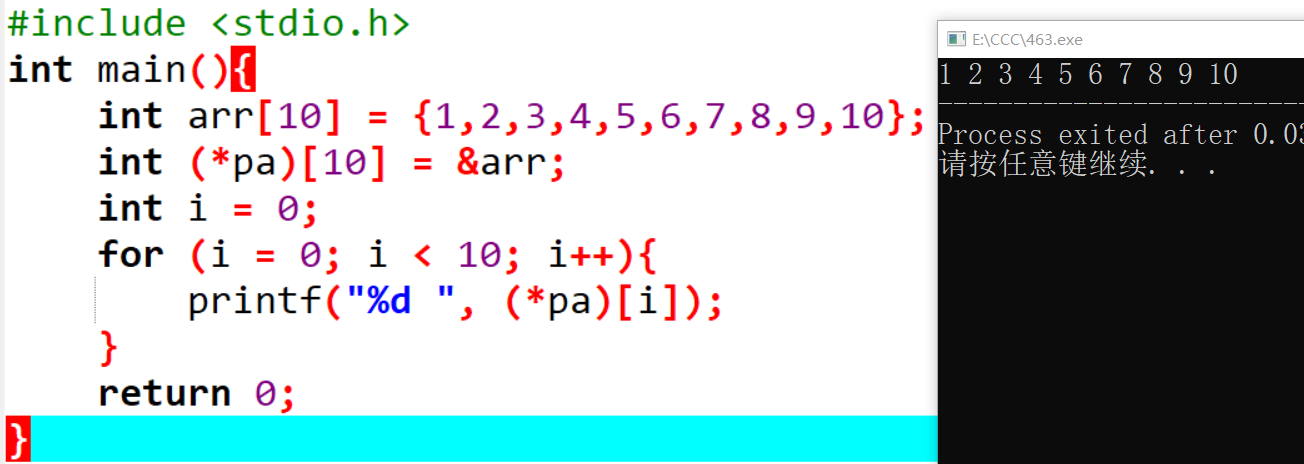 #include <stdio.h>
int main(){
    int arr[10] = {1,2,3,4,5,6,7,8,9,10};
    int (*pa)[10] = &arr;
    int i = 0;
    for (i = 0; i < 10; i++){
        printf("%d ", (*pa)[i]);
    }
    return 0;
}
E:\CCC\463.exe
1 2 3 4 5 6 7 8 9 10
--------------------------------
Process exited after 0.03
请按任意键继续. . .